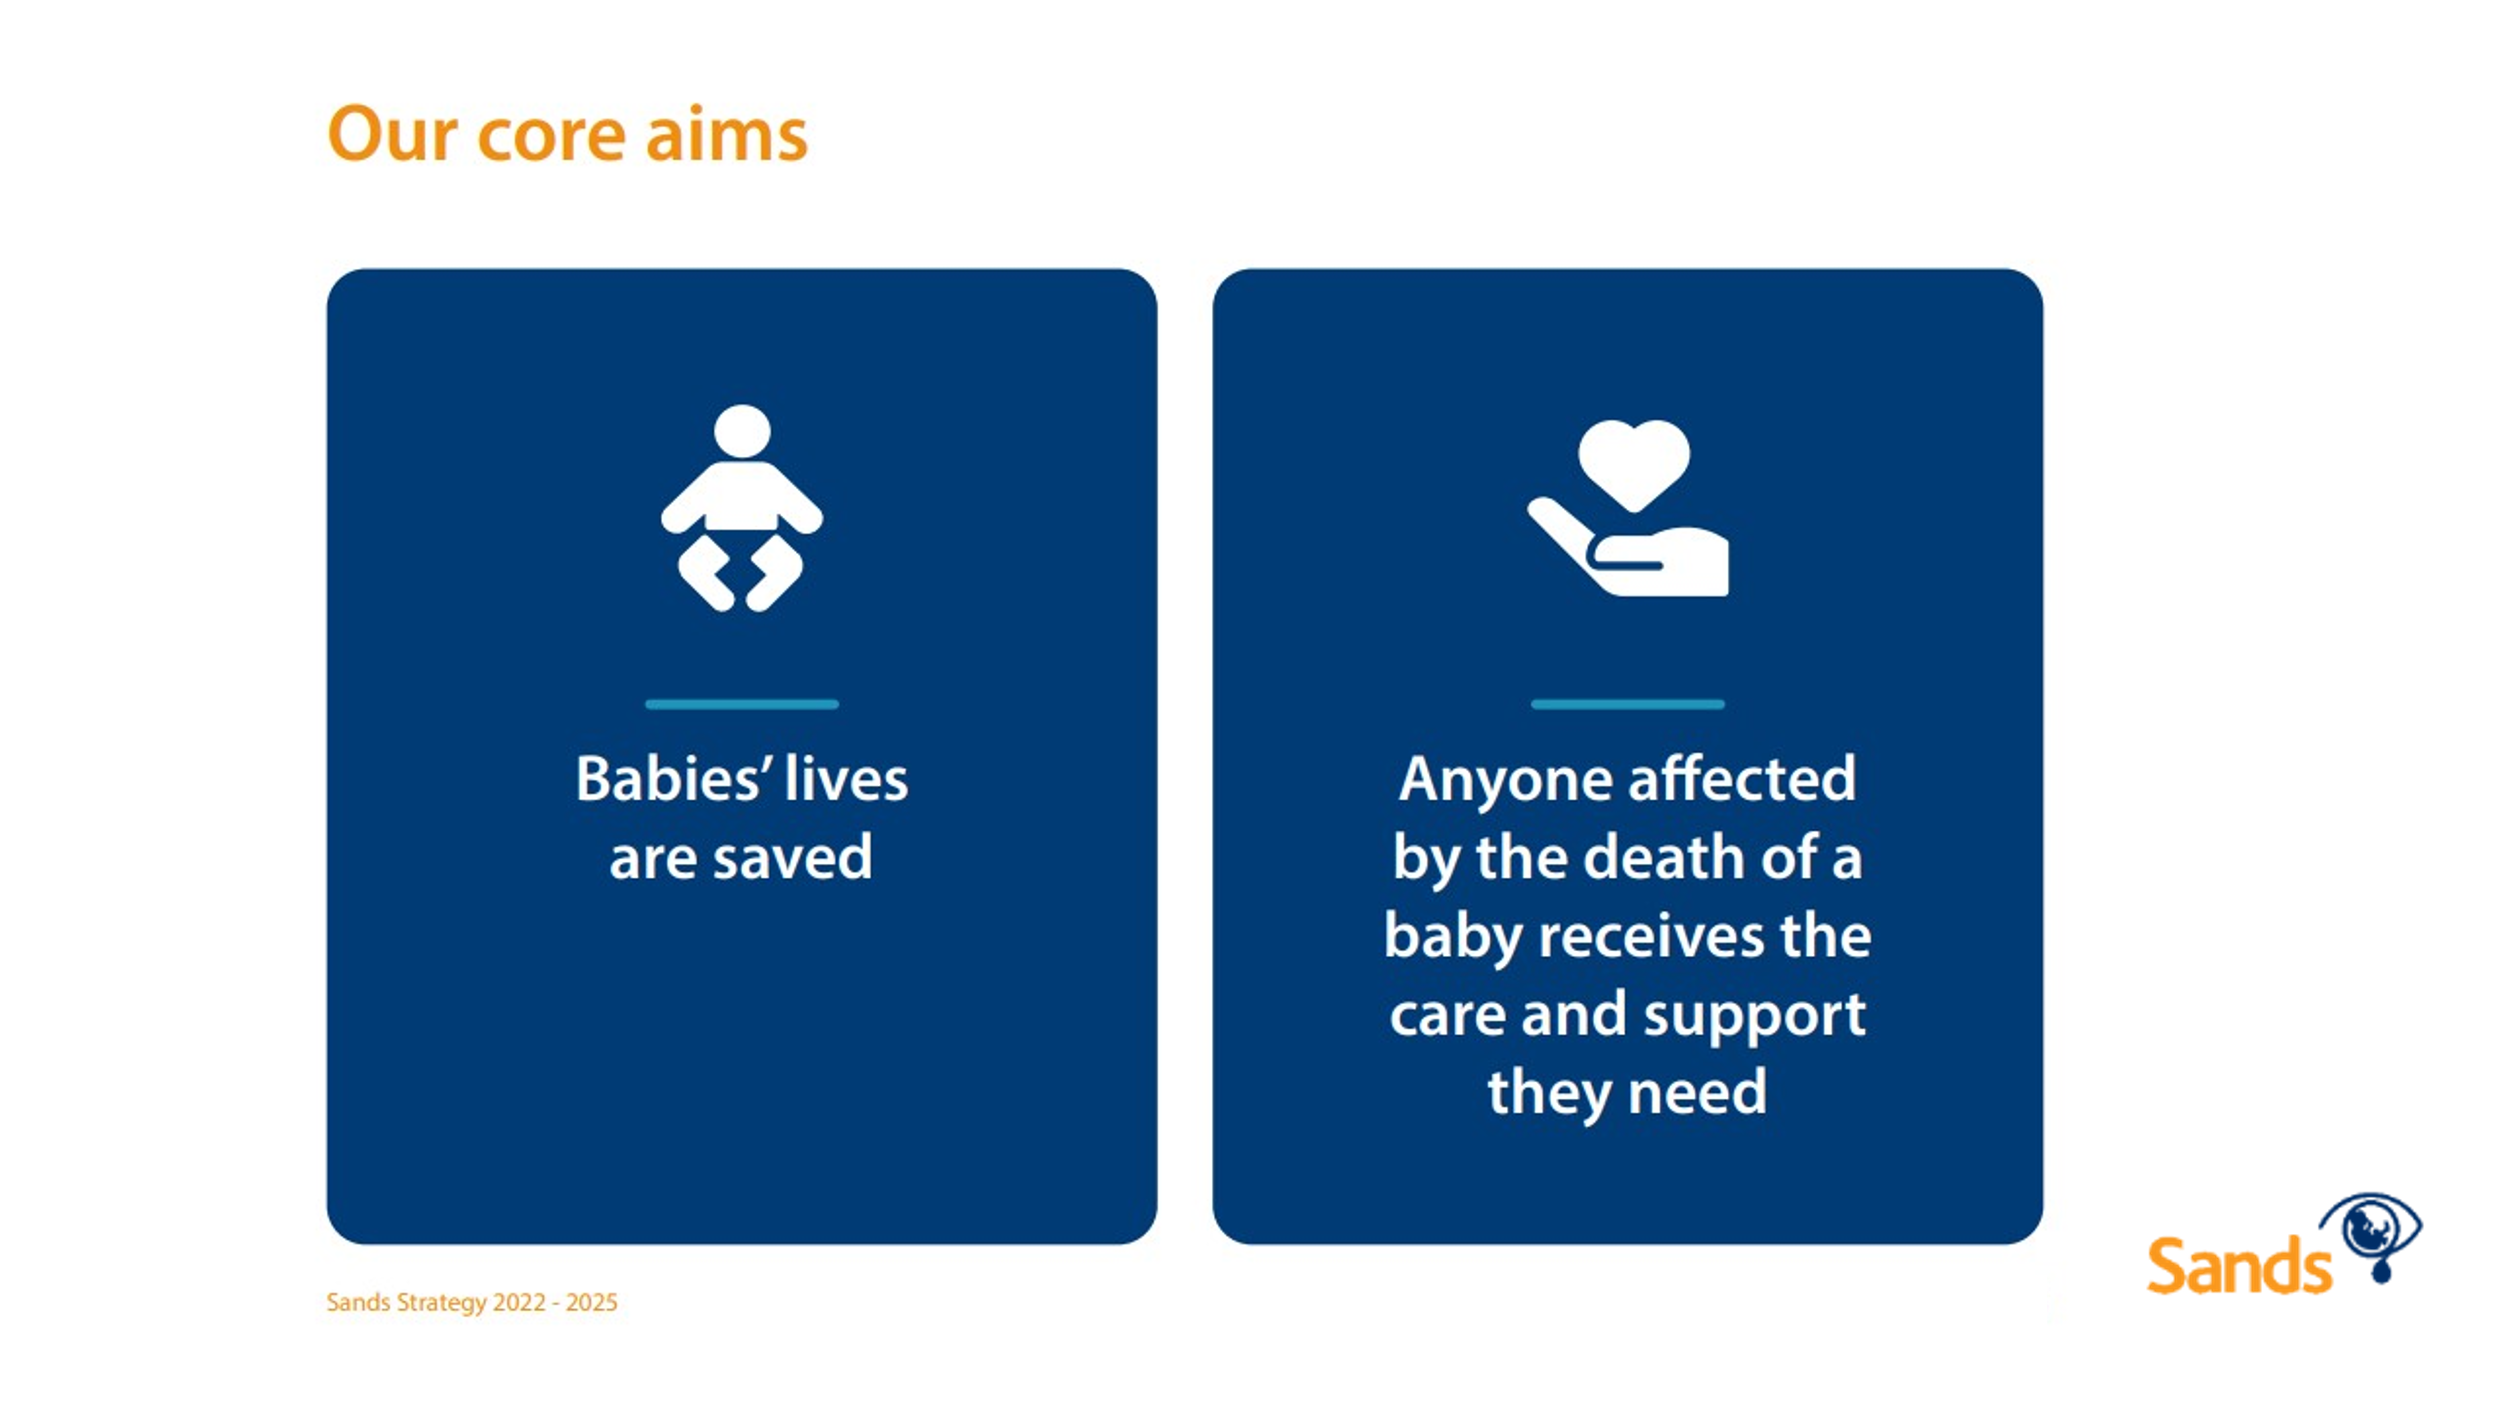 Our core aims
Babies’ lives
are saved
Anyone affected
by the death of a
baby receives the
care and support
they need
Sands Strategy 2022 - 2025
Sands